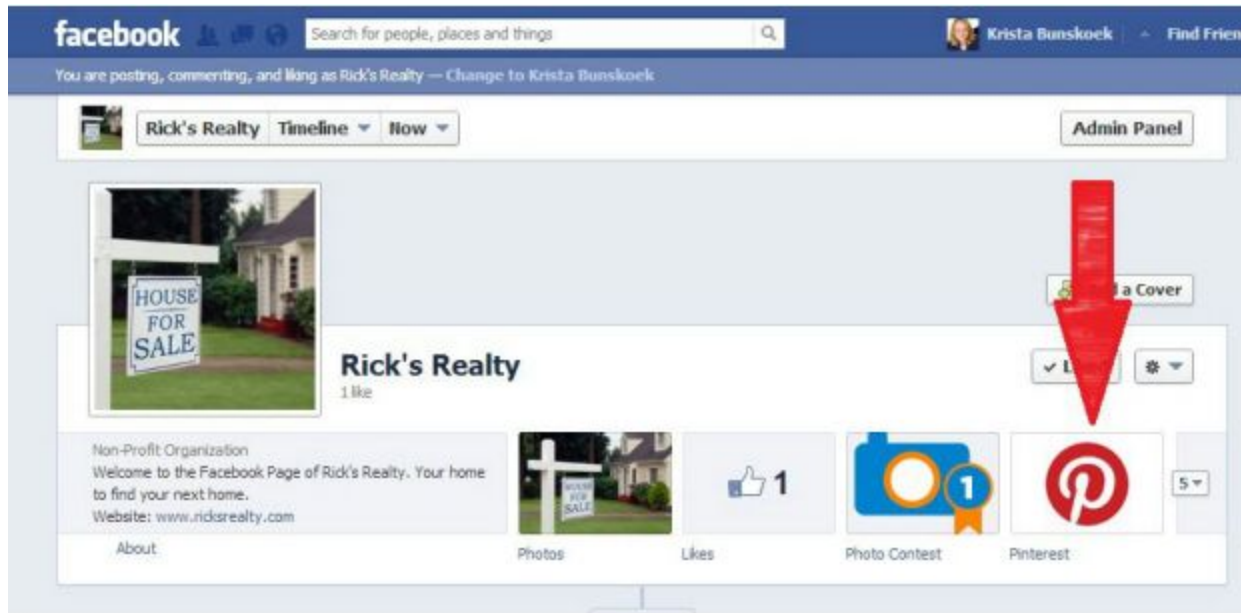 facebook Search for people, places and things Krista Bunskoek Find Frien
You are posting, commenting, and liking as Rick's Realty — Change to Krista Bunskoek
Rick's Realty Timeline Now Admin Panel
a Cover
HOUSE
FOR
SALE
Rick's Realty
1 like
Non-Profit Organization
Welcome to the Facebook Page of Rick's Realty. Your home
to find your next home.
Website: www.ricksrealty.com
About
HOUSE
FOR
SALE
1
1
5
Photos Likes Photo Contest Pinterest